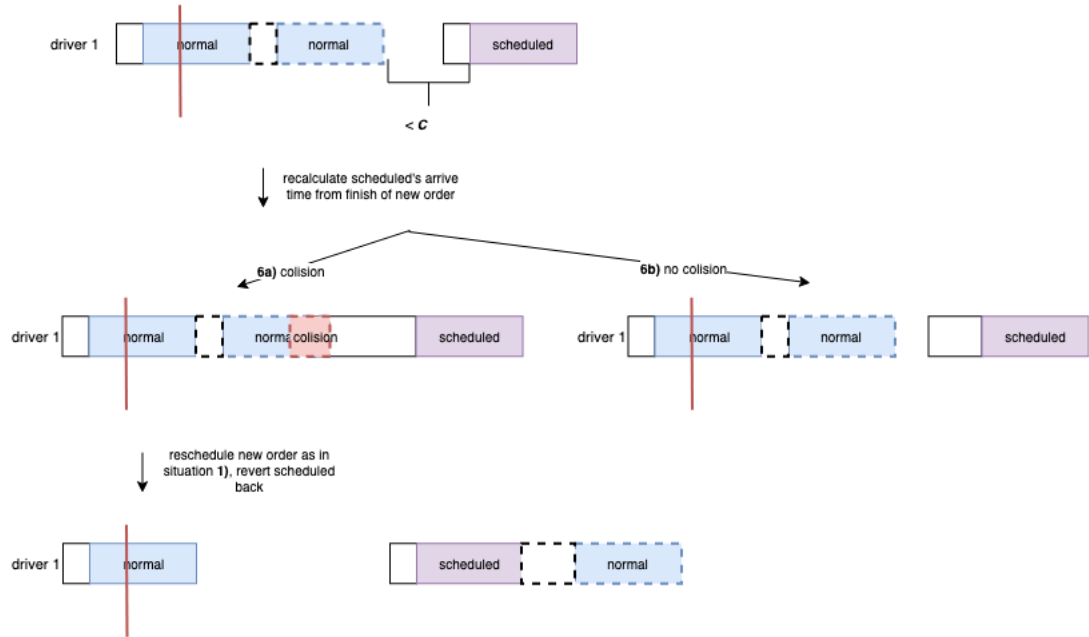 driver 1
normal
normal
scheduled
< C
recalculate scheduled's arrive
time from finish of new order
6a) colision
6b) no colision
driver 1
normal
normal
colision
scheduled
driver 1
normal
normal
scheduled
reschedule new order as in
situation 1), revert scheduled
back
driver 1
normal
scheduled
normal